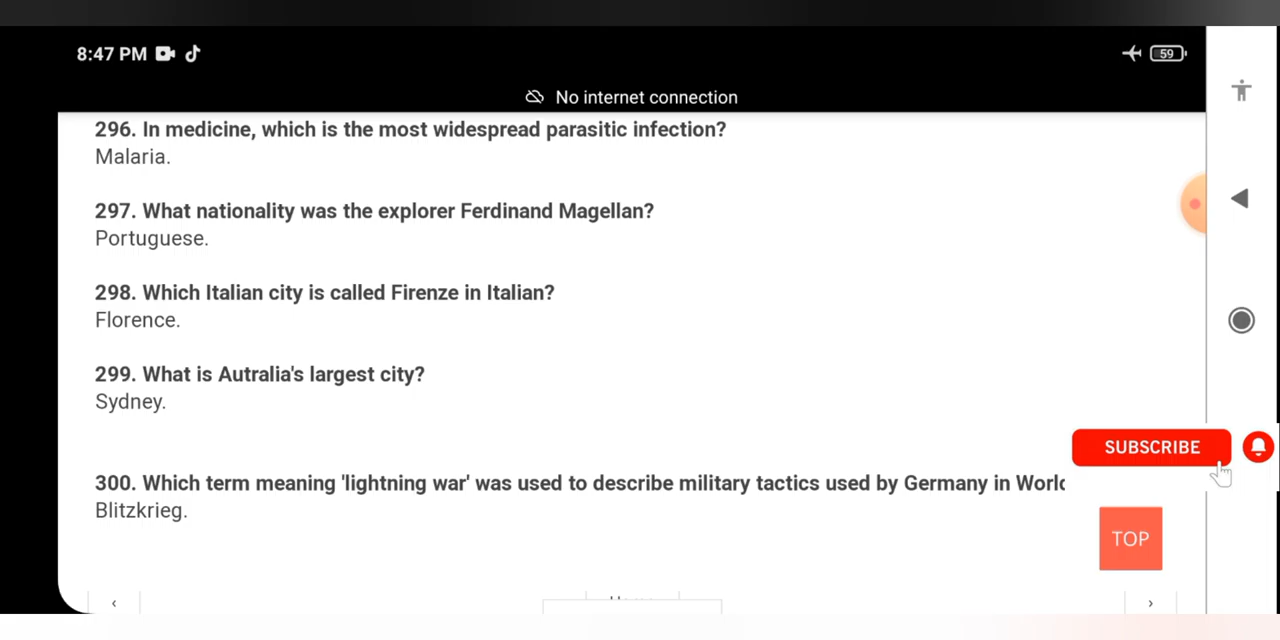 8:47 PM
59
No internet connection
296. In medicine, which is the most widespread parasitic infection?
Malaria.
297. What nationality was the explorer Ferdinand Magellan?
Portuguese.
298. Which Italian city is called Firenze in Italian?
Florence.
299. What is Autralia's largest city?
Sydney.
SUBSCRIBE
300. Which term meaning 'lightning war' was used to describe military tactics used by Germany in
Blitzkrieg.
TOP